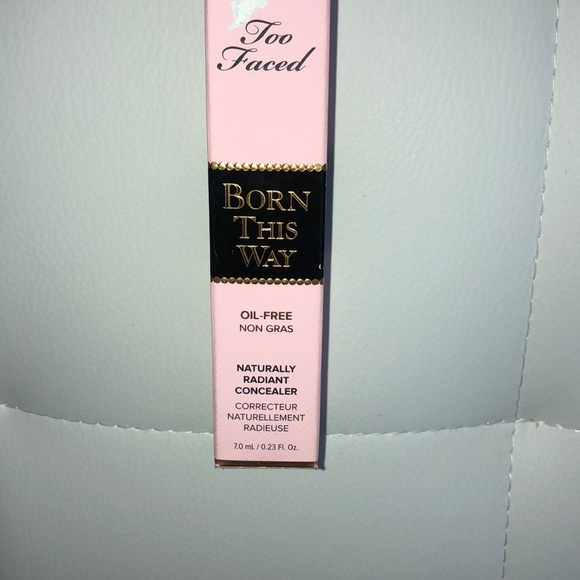 Too
Faced
BORN
THIS
WAY
OIL-FREE
NON GRAS
NATURALLY
RADIANT
CONCEALER
CORRECTEUR
NATURELLEMENT
RADIEUSE
7.0 mL / 0.23 Fl. Oz.